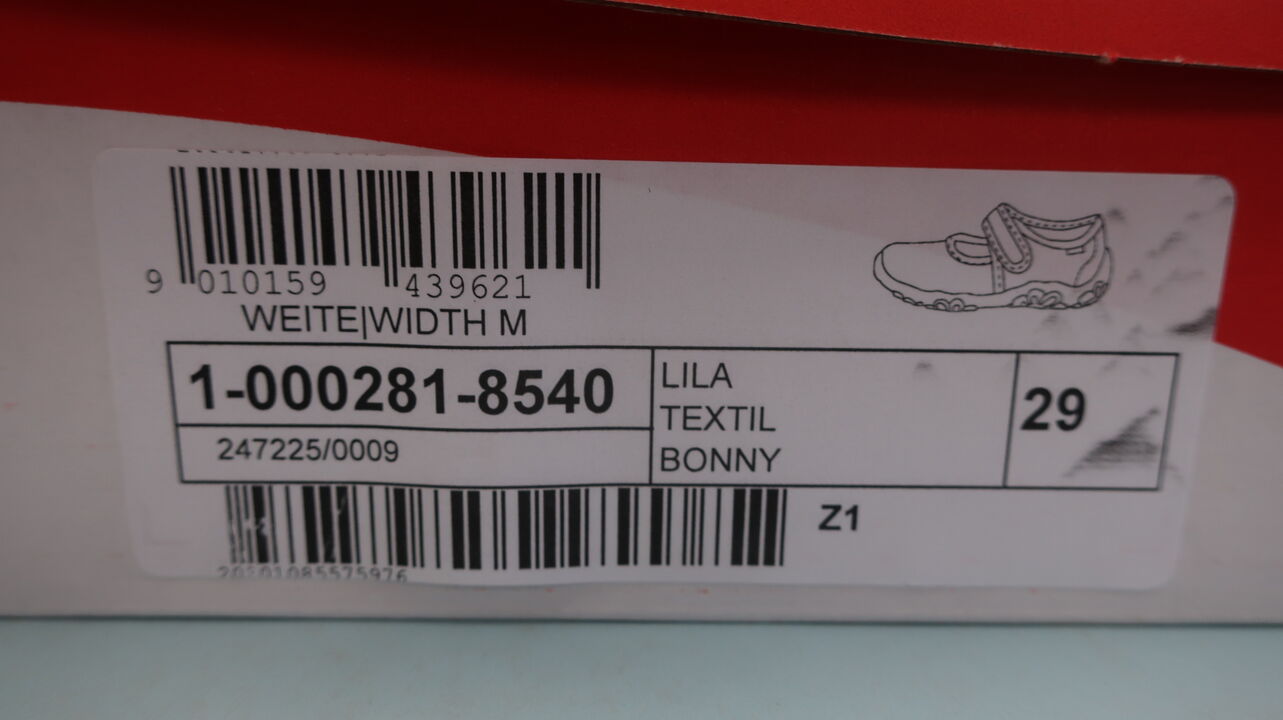 9 010159 439621
WEITE|WIDTH M
1-000281-8540
247225/0009
LILA
TEXTIL
BONNY
29
Z1